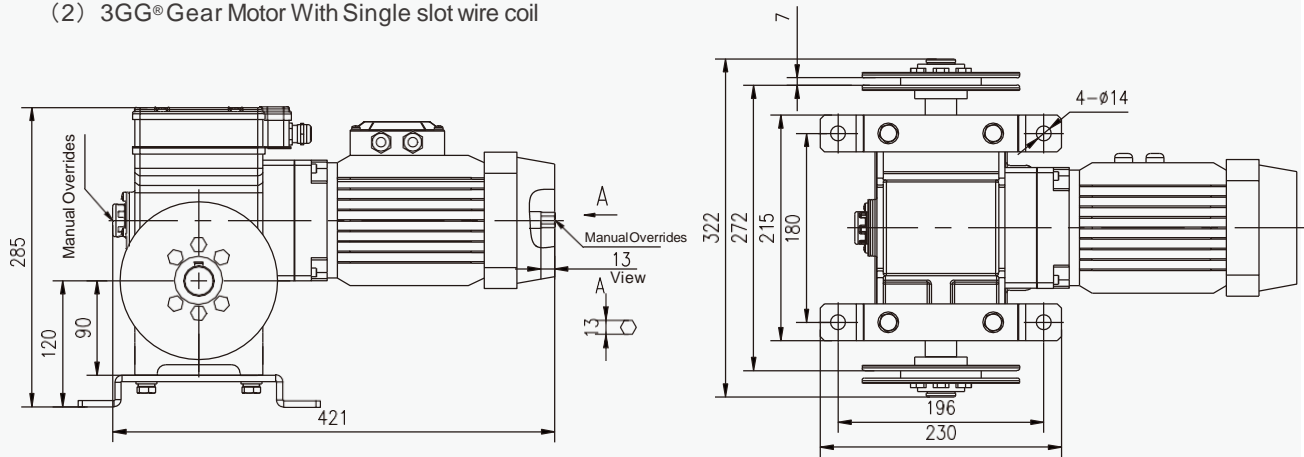 （2）3GG® Gear Motor With Single slot wire coil
285
Manual Overrides
120
90
421
A
Manual Overrides
13
View
A
13
7
4-ø14
322
272
215
180
196
230